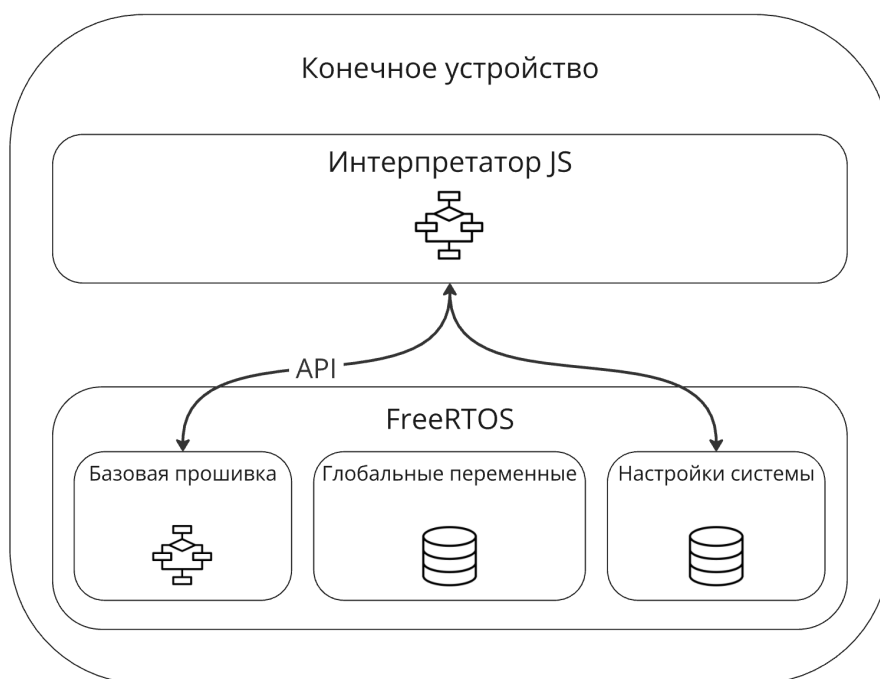 Конечное устройство
Интерпретатор JS
API
FreeRTOS
Базовая прошивка
Глобальные переменные
Настройки системы